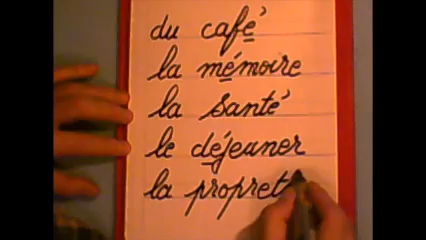 du café
la mémoire
la santé
le déjeuner
la propret